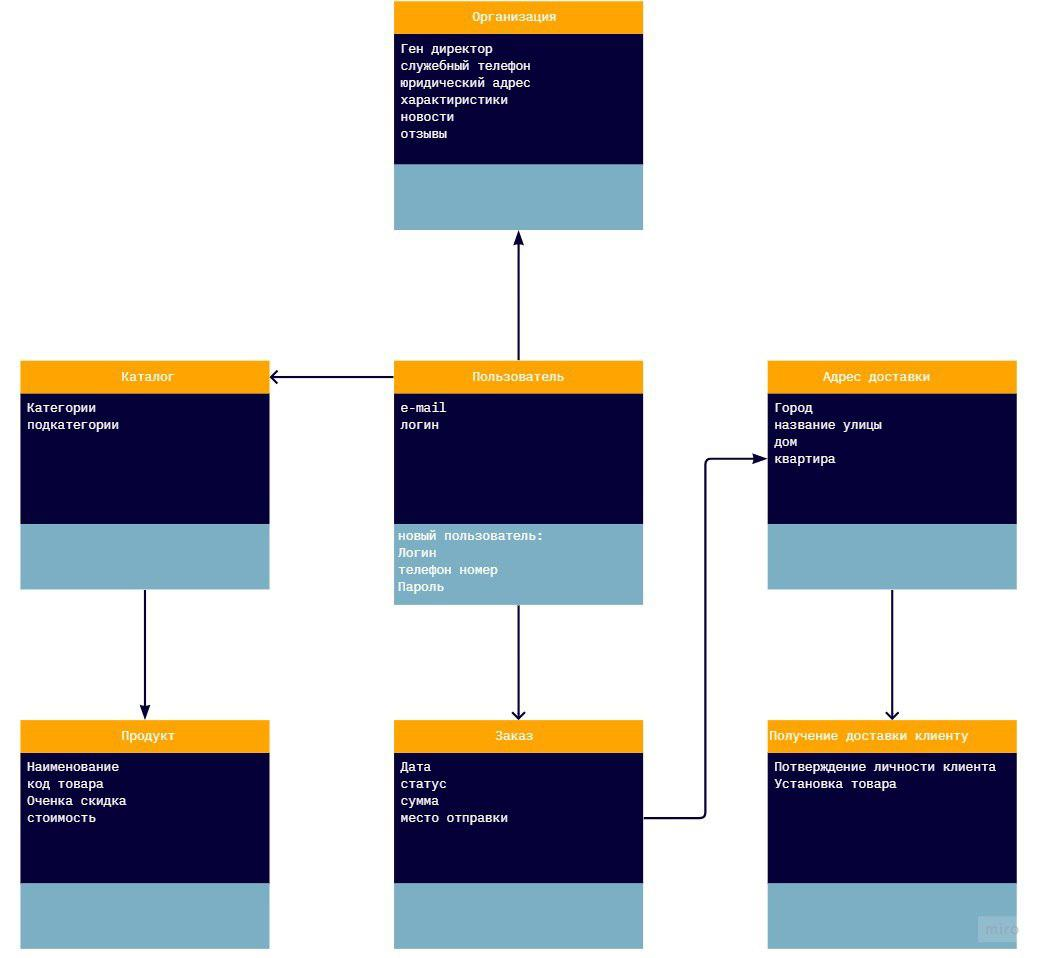 Организация
Ген директор
служебный телефон
юридический адрес
характиристики
новости
отзывы
Каталог
Категории
подкатегории
Пользователь
e-mail
логин
новый пользователь:
Логин
телефон номер
Пароль
Адрес доставки
Город
название улицы
дом
квартира
Продукт
Наименование
код товара
Оченка скидка
стоимость
Заказ
Дата
статус
сумма
место отправки
Получение доставки клиенту
Потверждение личности клиента
Установка товара
miro